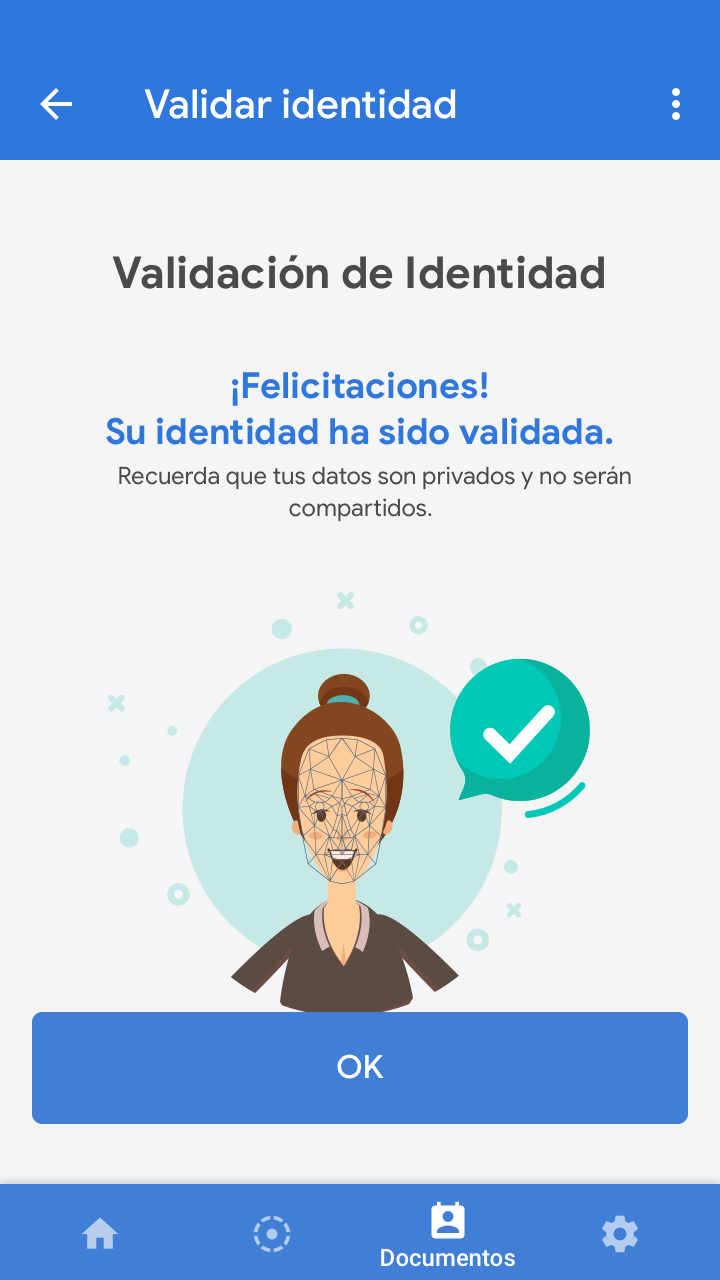 Validar identidad
Validación de Identidad
¡Felicitaciones!
Su identidad ha sido validada.
Recuerda que tus datos son privados y no serán
compartidos.
OK
Documentos